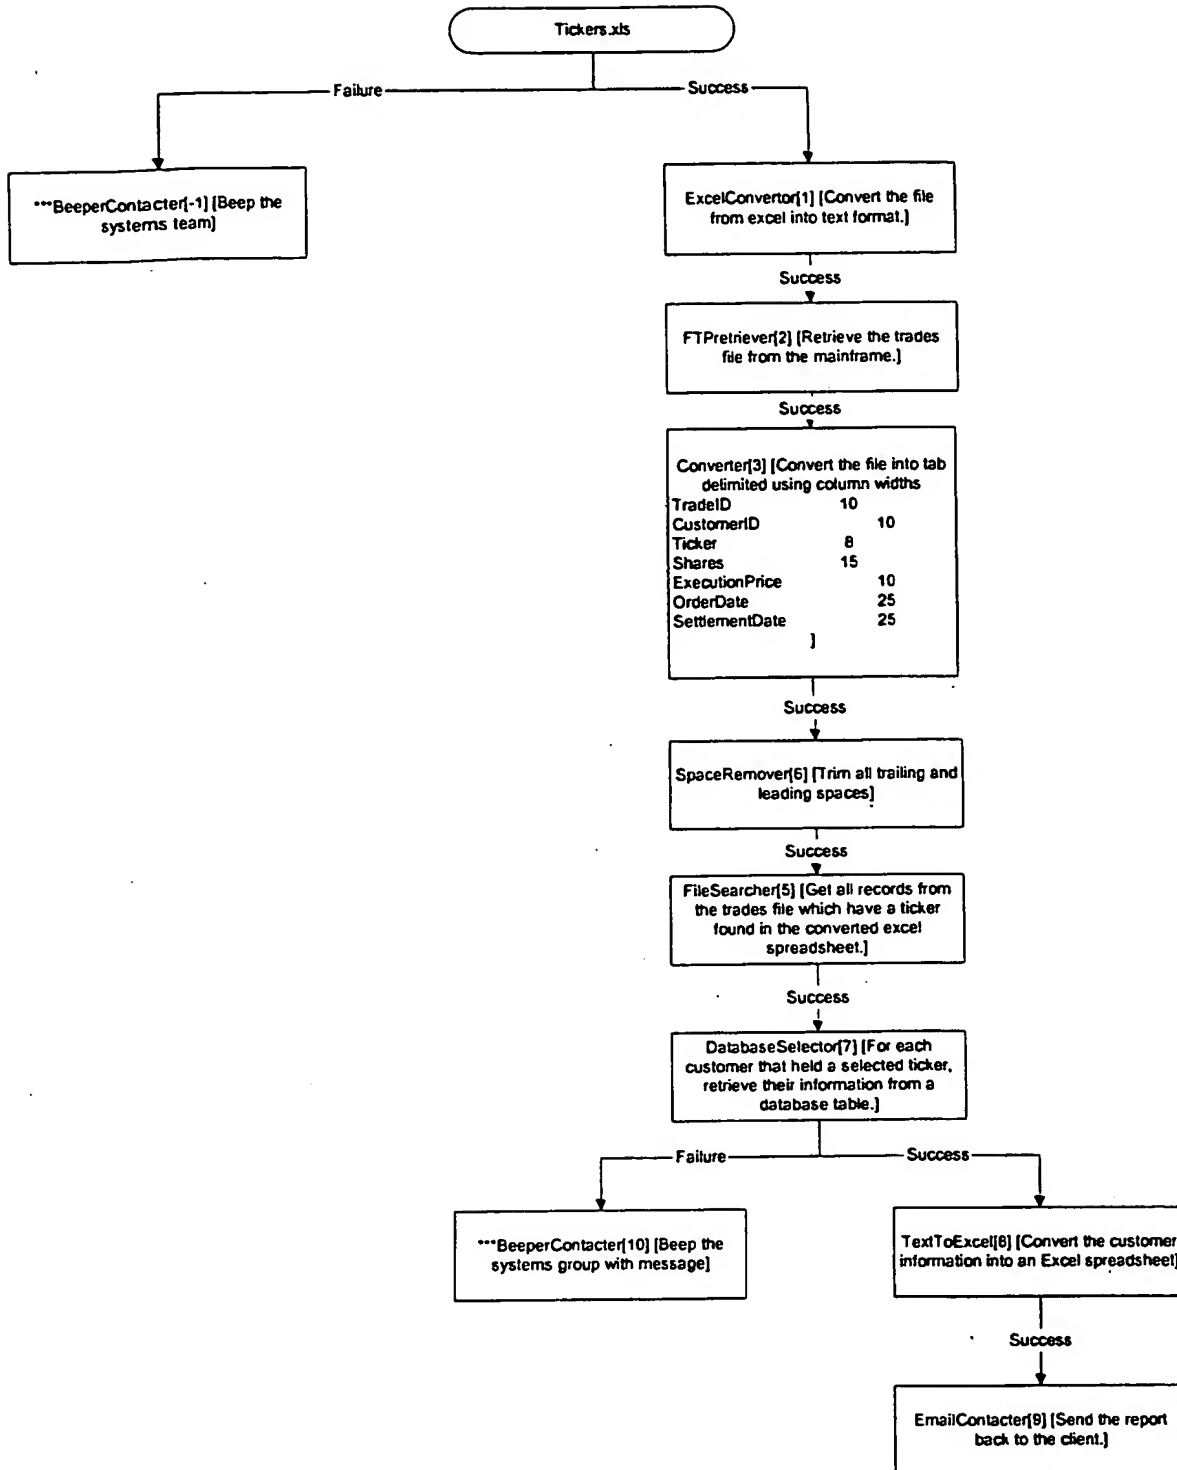 Tickers.xls
Failure
Success
***BeeperContacter[-1] [Beep the
systems team]
ExcelConvertor[1] [Convert the file
from excel into text format.]
Success
FTPretriever[2] [Retrieve the trades
file from the mainframe.]
Success
Converter[3] [Convert the file into tab
delimited using column widths
TradeID 10
CustomerID 10
Ticker 8
Shares 15
ExecutionPrice 10
OrderDate 25
SettlementDate 25
]
Success
SpaceRemover[6] [Trim all trailing and
leading spaces]
Success
FileSearcher[5] [Get all records from
the trades file which have a ticker
found in the converted excel
spreadsheet.]
Success
DatabaseSelector[7] [For each
customer that held a selected ticker,
retrieve their information from a
database table.]
Failure
Success
***BeeperContacter[10] [Beep the
systems group with message]
TextToExcel[8] [Convert the customer
information into an Excel spreadsheet]
Success
EmailContacter[9] [Send the report
back to the client.]